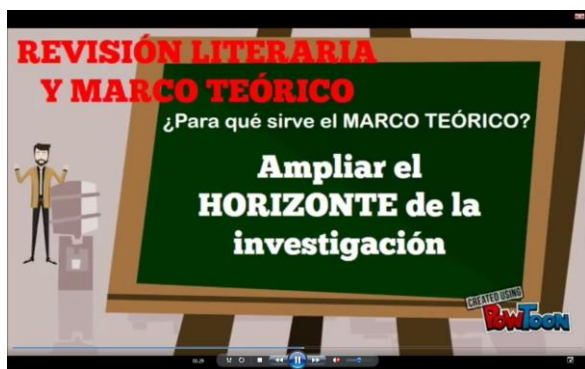 REVISIÓN LITERARIA
Y MARCO TEÓRICO
¿Para qué sirve el MARCO TEÓRICO?
Ampliar el
HORIZONTE de la
investigación
CREATED USING
POWTOON